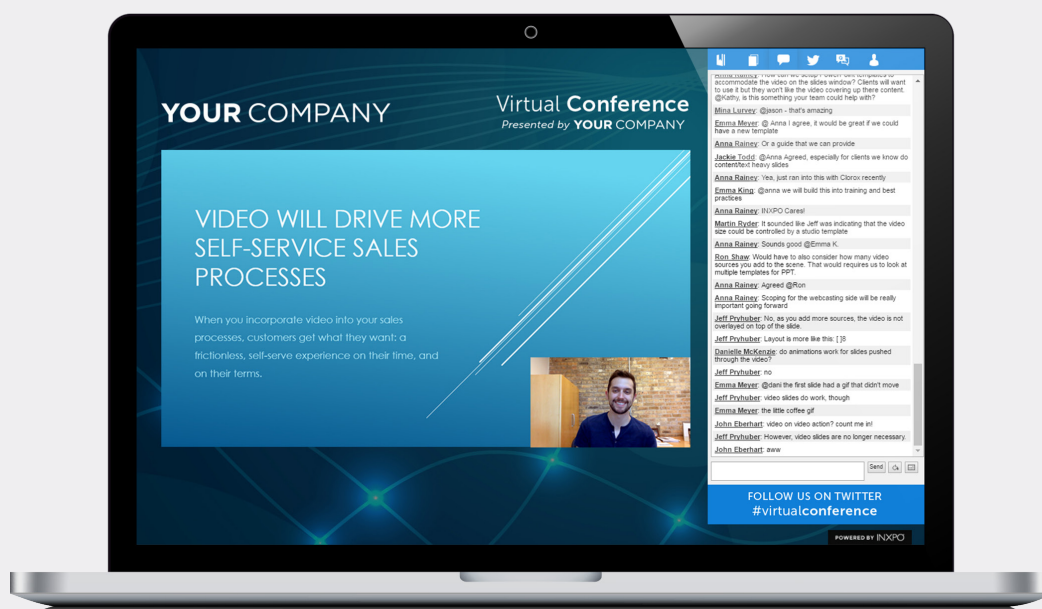 YOUR COMPANY
Virtual Conference
Presented by YOUR COMPANY
VIDEO WILL DRIVE MORE
SELF-SERVICE SALES
PROCESSES
When you incorporate video into your sales
processes, customers get what they want: a
frictionless, self-serve experience on their time, and
on their terms.
accommodate the video on the slides window? Clients will want
to use it but they won't like the video covering up there content.
@Kathy, is this something your team could help with?
Mina Lurvey: @jason - that's amazing
Emma Meyer: @ Anna I agree, it would be great if we could
have a new template
Anna Rainey: Or a guide that we can provide
Jackie Todd: @Anna Agreed, especially for clients we know do
content/text heavy slides
Anna Rainey: Yea, just ran into this with Clorox recently
Emma King: @anna we will build this into training and best
practices
Anna Rainey: INXPO Cares!
Martin Ryder: It sounded like Jeff was indicating that the video
size could be controlled by a studio template
Anna Rainey: Sounds good @Emma K.
Ron Shaw: Would have to also consider how many video
sources you add to the scene. That would requires us to look at
multiple templates for PPT.
Anna Rainey: Agreed @Ron
Anna Rainey: Scoping for the webcasting side will be really
important going forward
Jeff Pryhuber: No, as you add more sources, the video is not
overlayed on top of the slide.
Jeff Pryhuber: Layout is more like this: [ ]8
Danielle McKenzie: do animations work for slides pushed
through the video?
Jeff Pryhuber: no
Emma Meyer: @dani the first slide had a gif that didn't move
Jeff Pryhuber: video slides do work, though
Emma Meyer: the little coffee gif
John Eberhart: video on video action? count me in!
Jeff Pryhuber: However, video slides are no longer necessary.
John Eberhart: aww
Send
FOLLOW US ON TWITTER
#virtualconference
POWERED BY INXPO